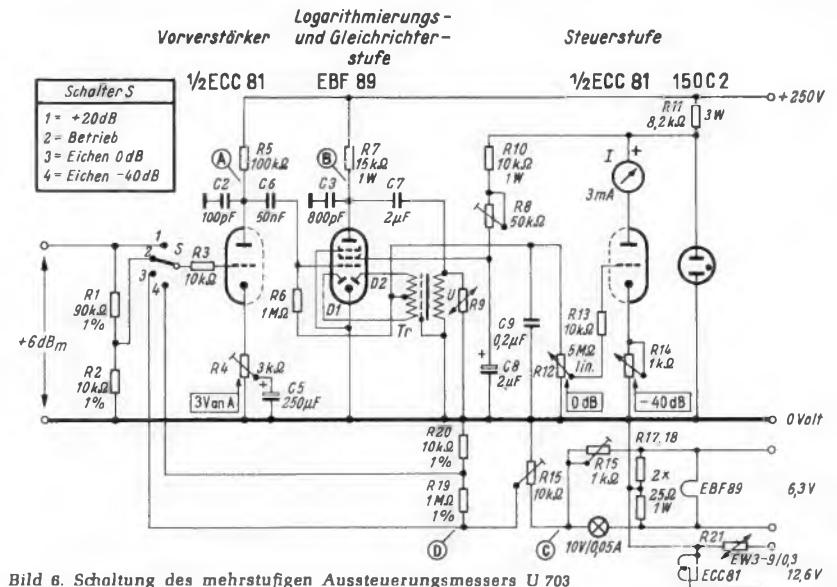 Logarithmierungs-
Vorverstärker
und Gleichrichter-
stufe
Steuerstufe
½ECC 81
EBF 89
½ECC 81
150C2
Schalter S
1 = +20dB
2 = Betrieb
3 = Eichen 0dB
4 = Eichen -40dB
+250V
R11
8,2kΩ
3W
A
R5
100kΩ
B
R7
15kΩ
1W
R10
10kΩ
1W
I
+
3mA
C2
100pF
C6
50nF
C3
800pF
C7
2µF
R8
50kΩ
1
2
3
4
S
R3
10kΩ
R1
90kΩ
1%
+6dBm
R2
10kΩ
1%
R6
1MΩ
D1
D2
Tr
U
R9
C9
0,2µF
R13
10kΩ
5MΩ
lin.
R12
R14
1kΩ
R4
3kΩ
+
C5
250µF
3V an A
+
C8
2µF
0 dB
-40 dB
0 Volt
R20
10kΩ
1%
R19
1MΩ
1%
D
R15
10kΩ
R15
1kΩ
R17,18
2x
25Ω
1W
EBF89
6,3V
C
10V/0,05A
R21
EW3-9/0,3
ECC81
12,6V
Bild 6. Schaltung des mehrstufigen Aussteuerungsmessers U 703